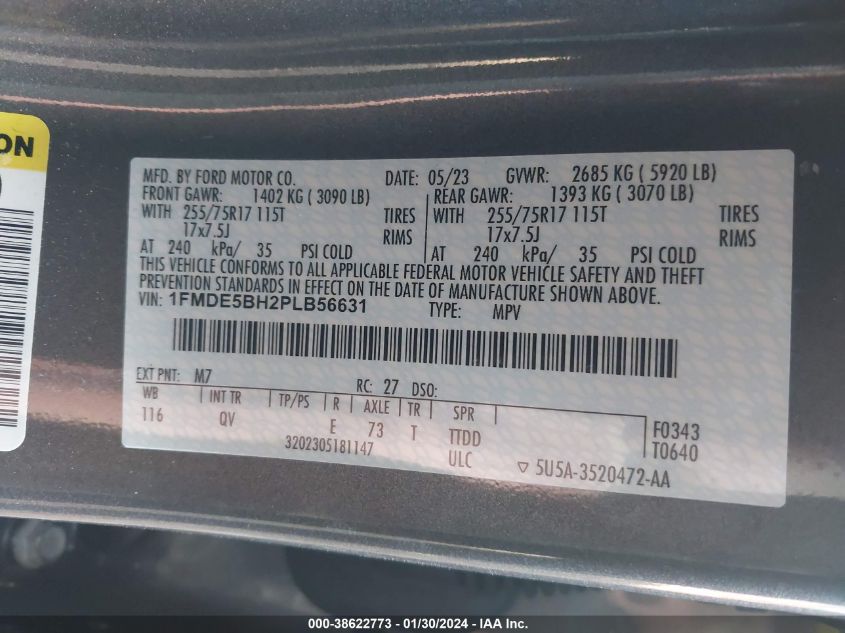 ON
MFD. BY FORD MOTOR CO. DATE: 05/23 GVWR: 2685 KG ( 5920 LB)
FRONT GAWR: 1402 KG ( 3090 LB) REAR GAWR: 1393 KG ( 3070 LB)
WITH 255/75R17 115T TIRES WITH 255/75R17 115T TIRES
17x7.5J RIMS 17x7.5J RIMS
AT 240 kPa/ 35 PSI COLD AT 240 kPa/ 35 PSI COLD
THIS VEHICLE CONFORMS TO ALL APPLICABLE FEDERAL MOTOR VEHICLE SAFETY AND THEFT
PREVENTION STANDARDS IN EFFECT ON THE DATE OF MANUFACTURE SHOWN ABOVE.
VIN: 1FMDE5BH2PLB56631 TYPE: MPV
EXT PNT: M7 RC: 27 DSO:
WB INT TR TP/PS R AXLE TR SPR
116 QV E 73 T TTDD F0343
3202305181147 ULC T0640
5U5A-3520472-AA
000-38622773 - 01/30/2024 - IAAI, Inc.